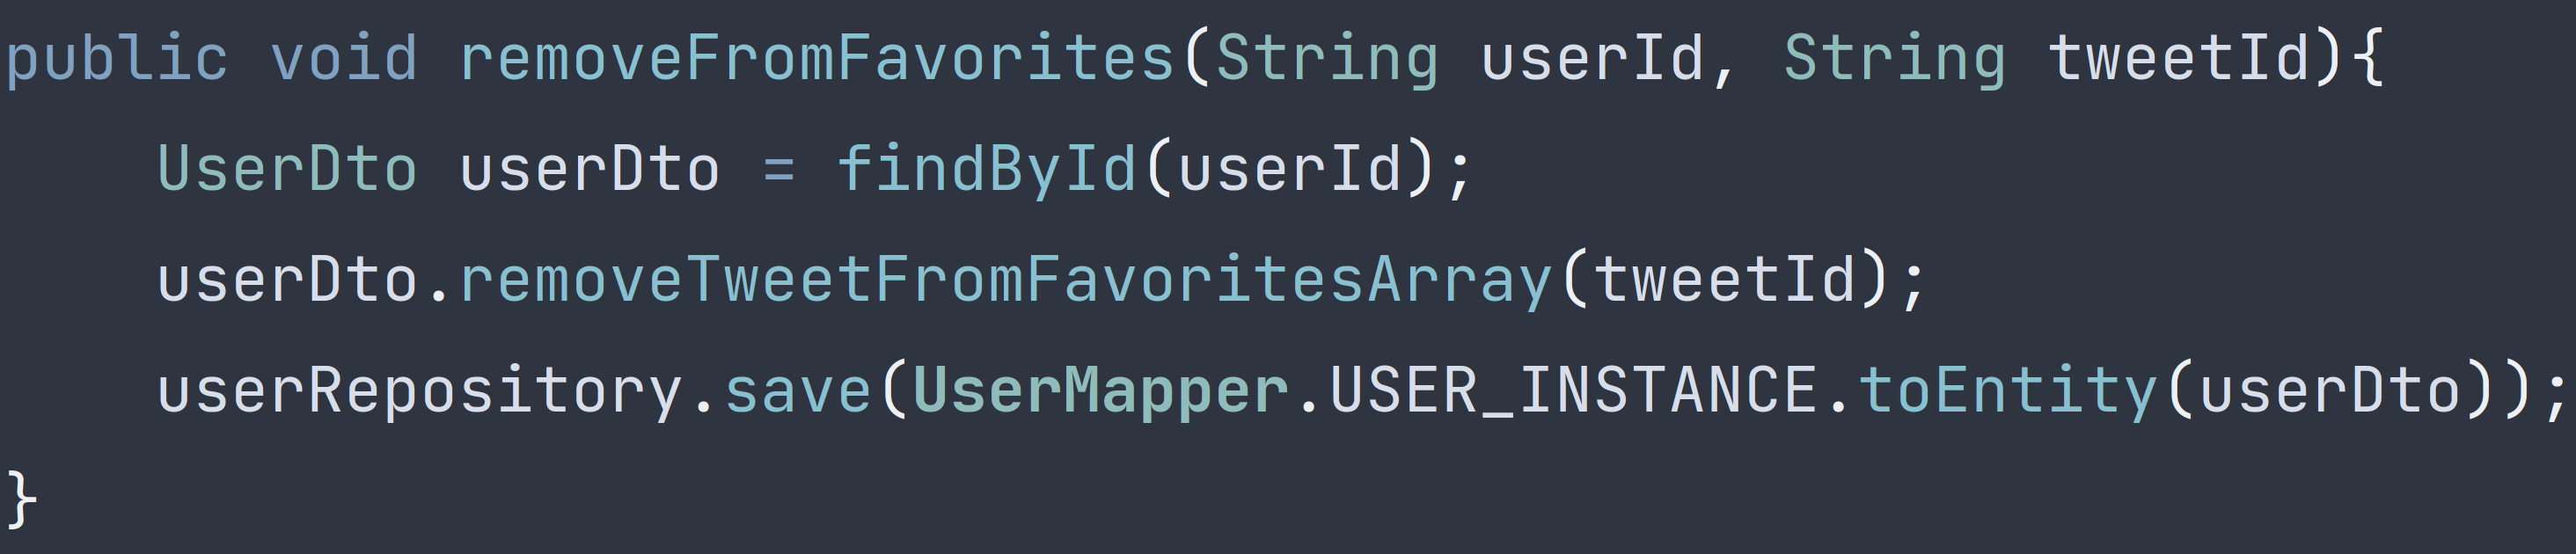 public void removeFromFavorites(String userId, String tweetId){
    UserDto userDto = findById(userId);
    userDto.removeTweetFromFavoritesArray(tweetId);
    userRepository.save(UserMapper.USER_INSTANCE.toEntity(userDto));
}